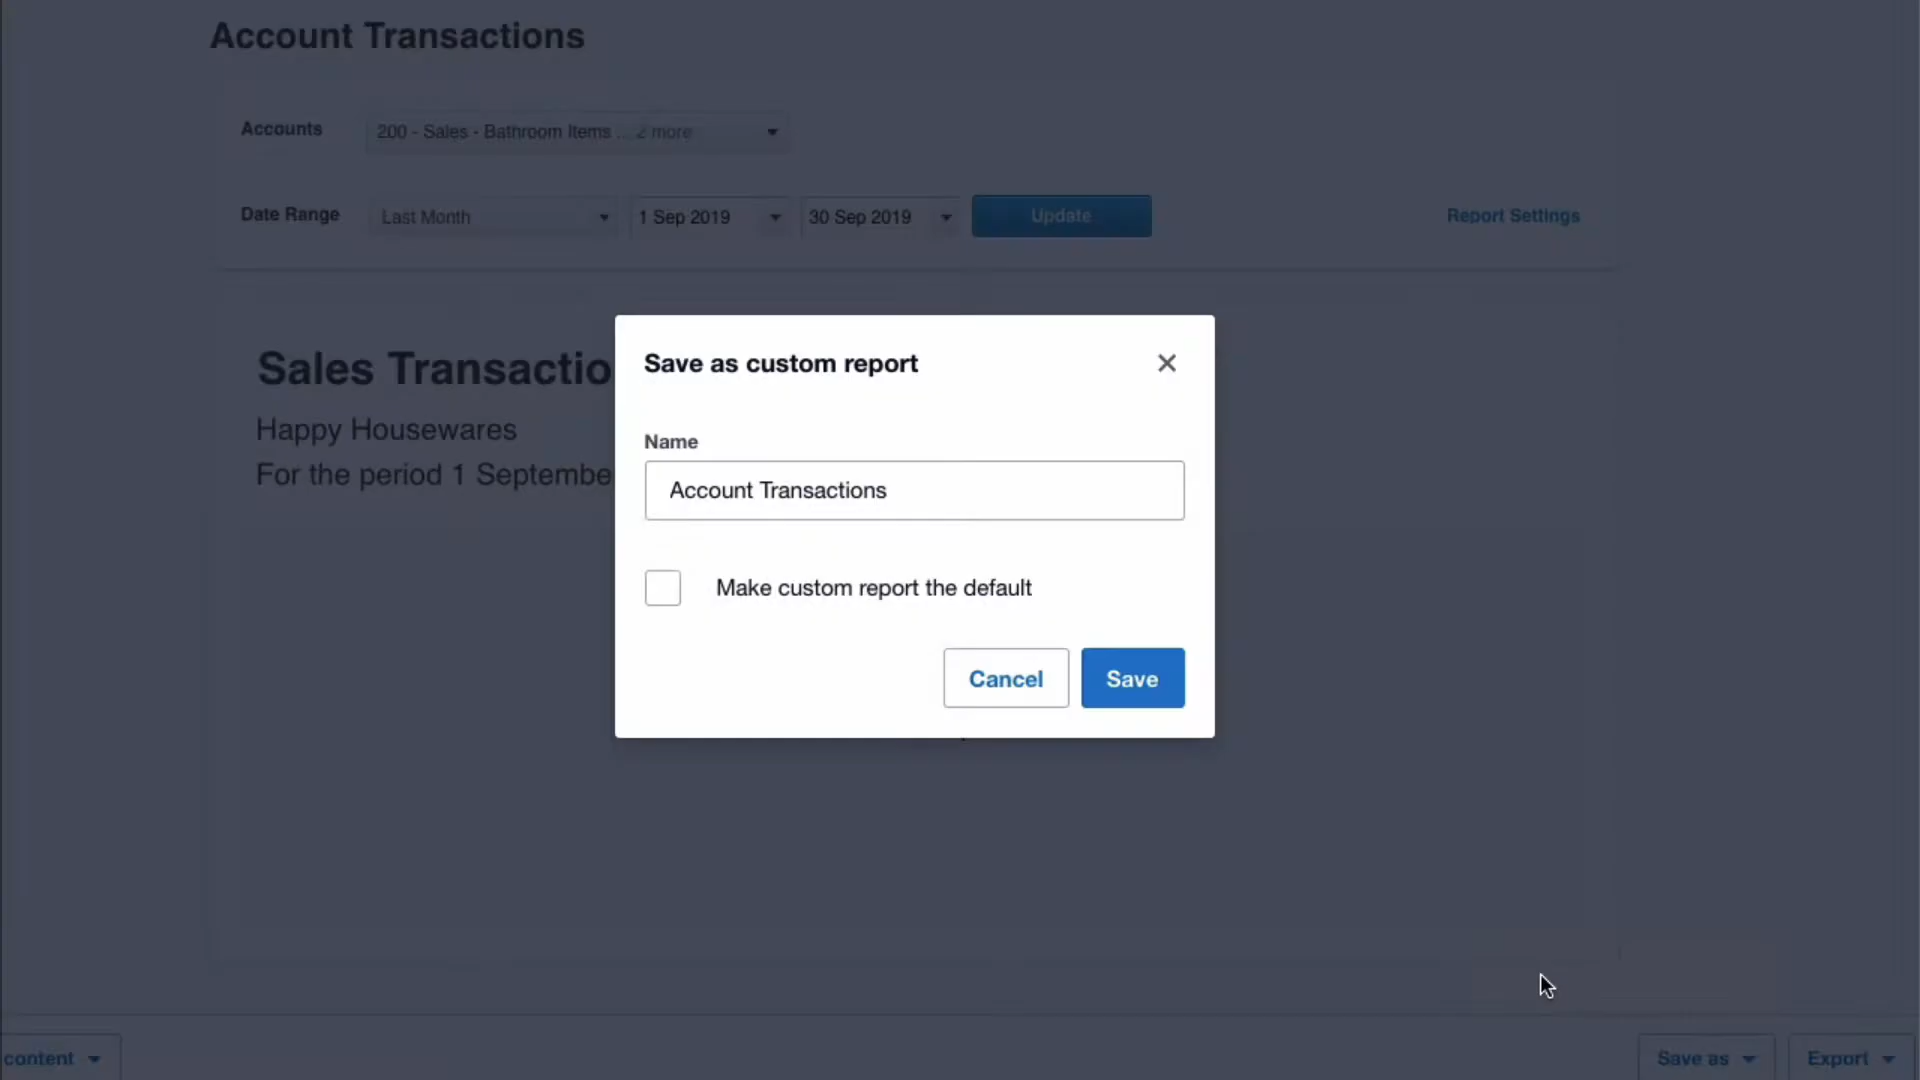 Account Transactions
Accounts
200 - Sales - Bathroom Items ... 2 more
Date Range
Last Month
1 Sep 2019
30 Sep 2019
Update
Report Settings
Sales Transactio
Happy Housewares
For the period 1 Septembe
Save as custom report
Name
Account Transactions
Make custom report the default
Cancel
Save
content
Save as
Export